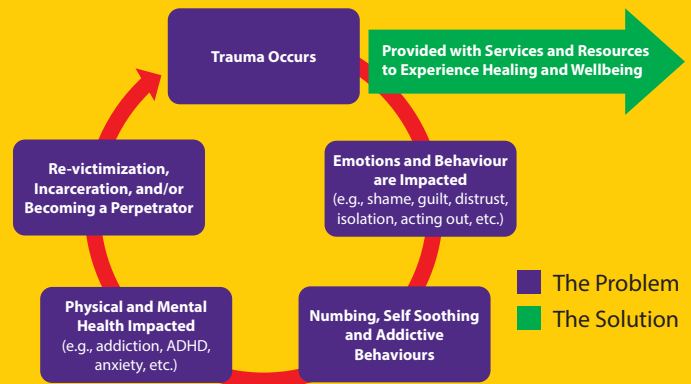 Trauma Occurs
Provided with Services and Resources
to Experience Healing and Wellbeing
Emotions and Behaviour
are Impacted
(e.g., shame, guilt, distrust,
isolation, acting out, etc.)
Numbing, Self Soothing
and Addictive
Behaviours
Physical and Mental
Health Impacted
(e.g., addiction, ADHD,
anxiety, etc.)
Re-victimization,
Incarceration, and/or
Becoming a Perpetrator
The Problem
The Solution